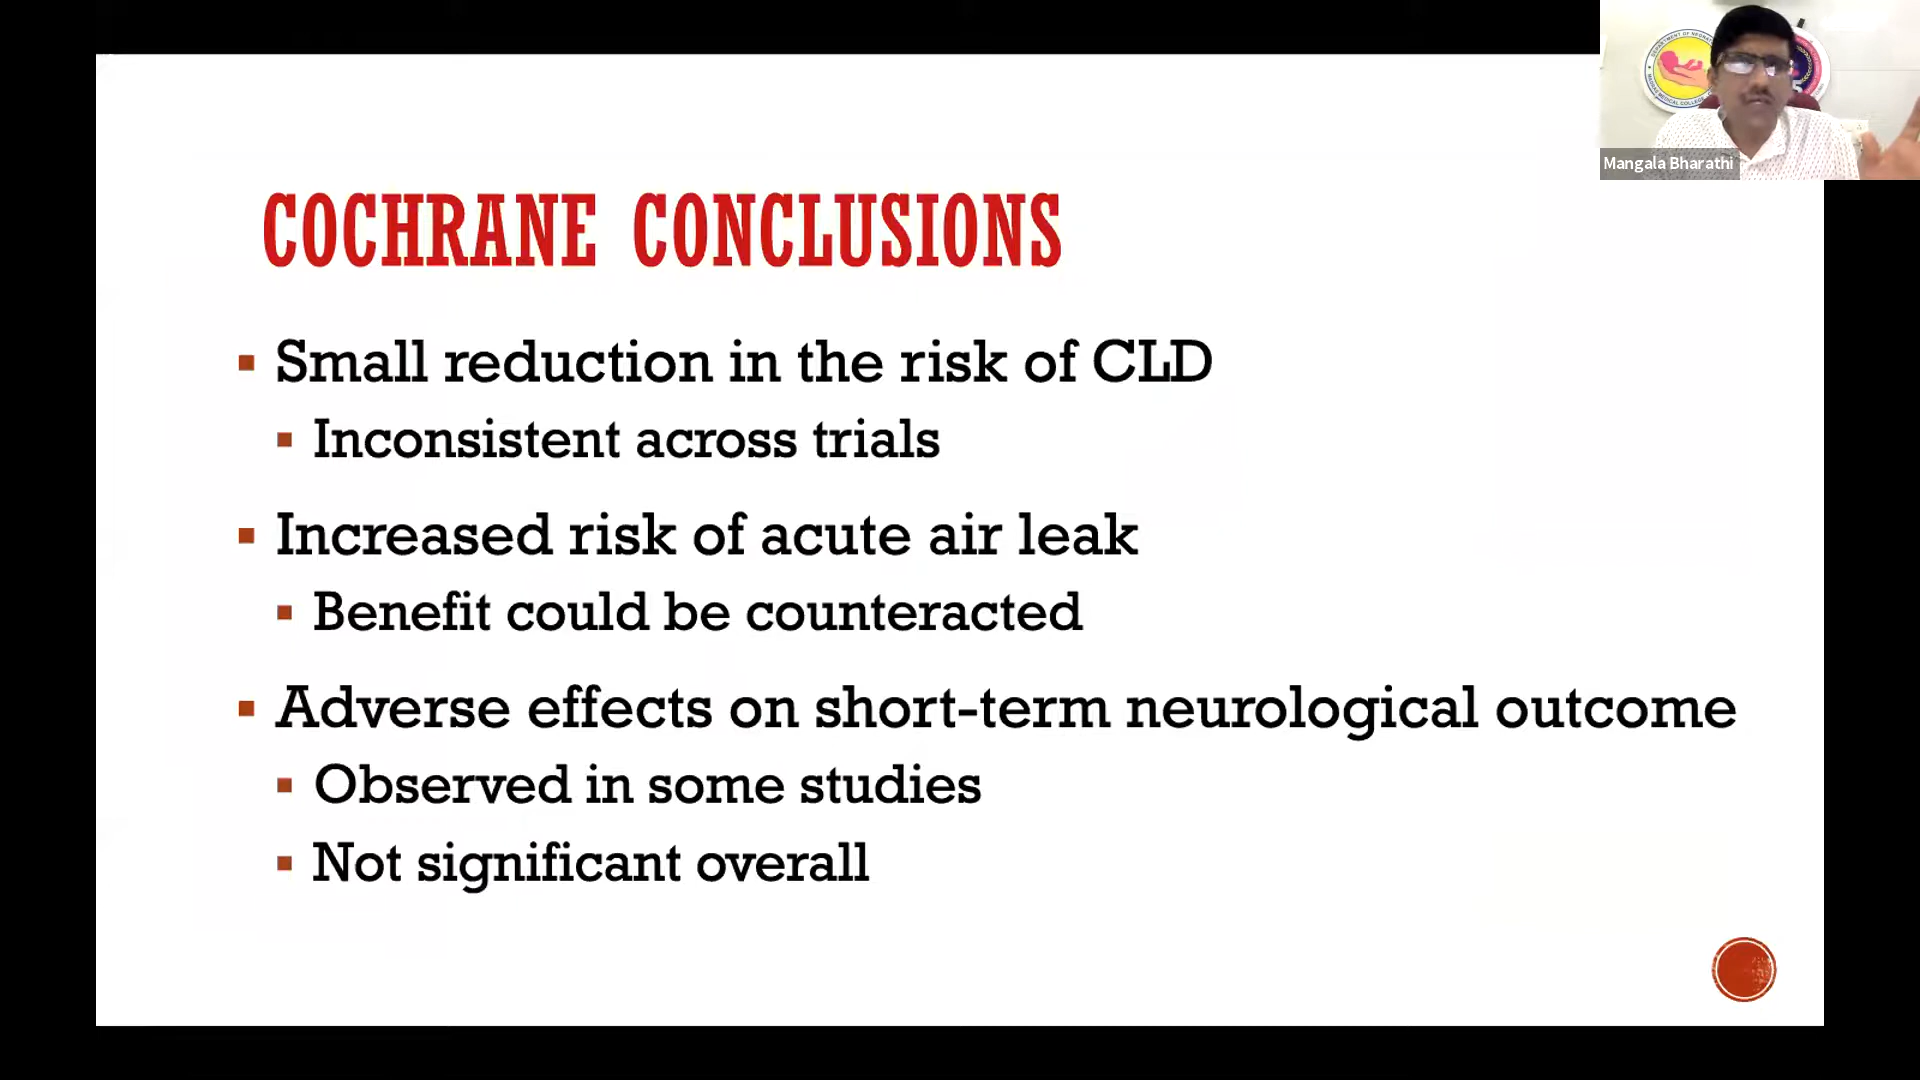 COCHRANE CONCLUSIONS
Small reduction in the risk of CLD
Inconsistent across trials
Increased risk of acute air leak
Benefit could be counteracted
Adverse effects on short-term neurological outcome
Observed in some studies
Not significant overall
Mangala Bharathi